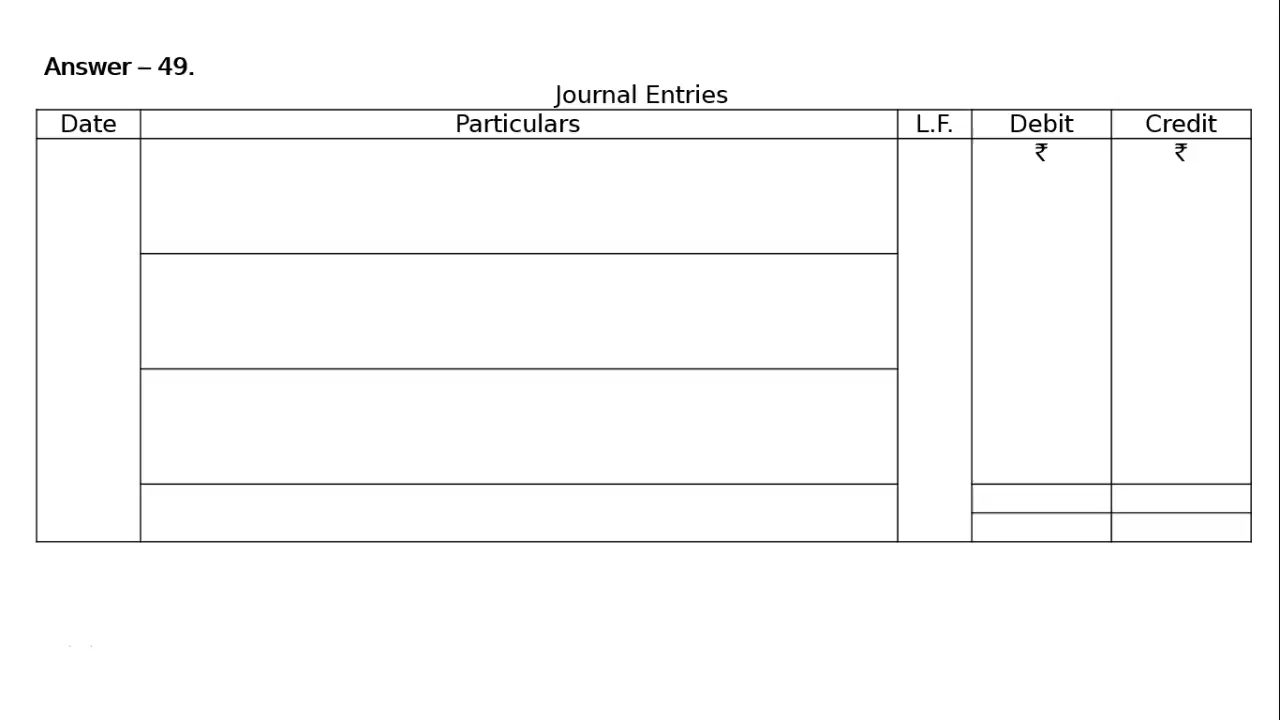 Answer – 49.
Journal Entries
Date Particulars L.F. Debit Credit
₹ ₹